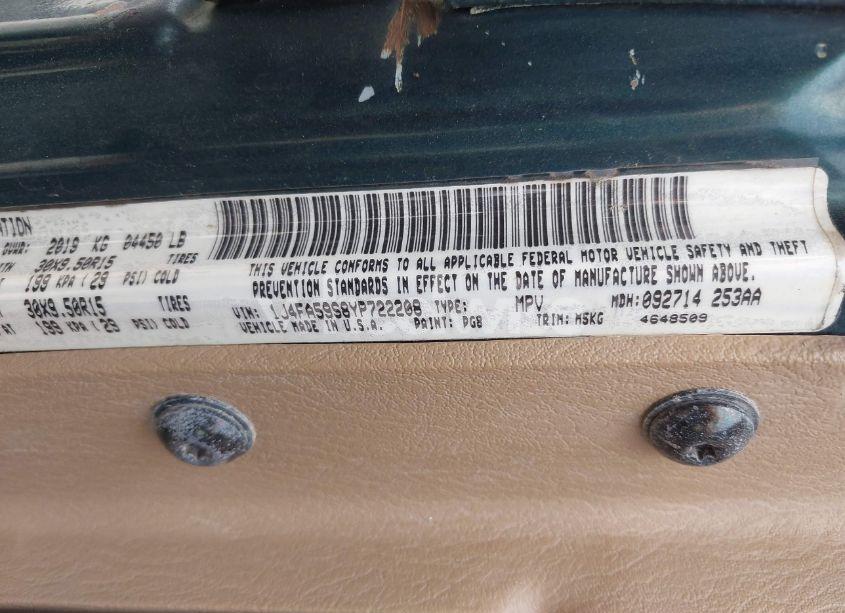 ATION
GVWR: 2019 KG 04450 LB
30X9.50R15 TIRES
199 KPA ( 29 PSI) COLD
30X9.50R15 TIRES
AT 199 KPA ( 29 PSI) COLD
THIS VEHICLE CONFORMS TO ALL APPLICABLE FEDERAL MOTOR VEHICLE SAFETY AND THEFT
PREVENTION STANDARDS IN EFFECT ON THE DATE OF MANUFACTURE SHOWN ABOVE.
VIN: 1J4FA59S8YP722208 TYPE: MPV MDH: 092714 253AA
VEHICLE MADE IN U.S.A. PAINT: PG8 TRIM: M5KG 4648509